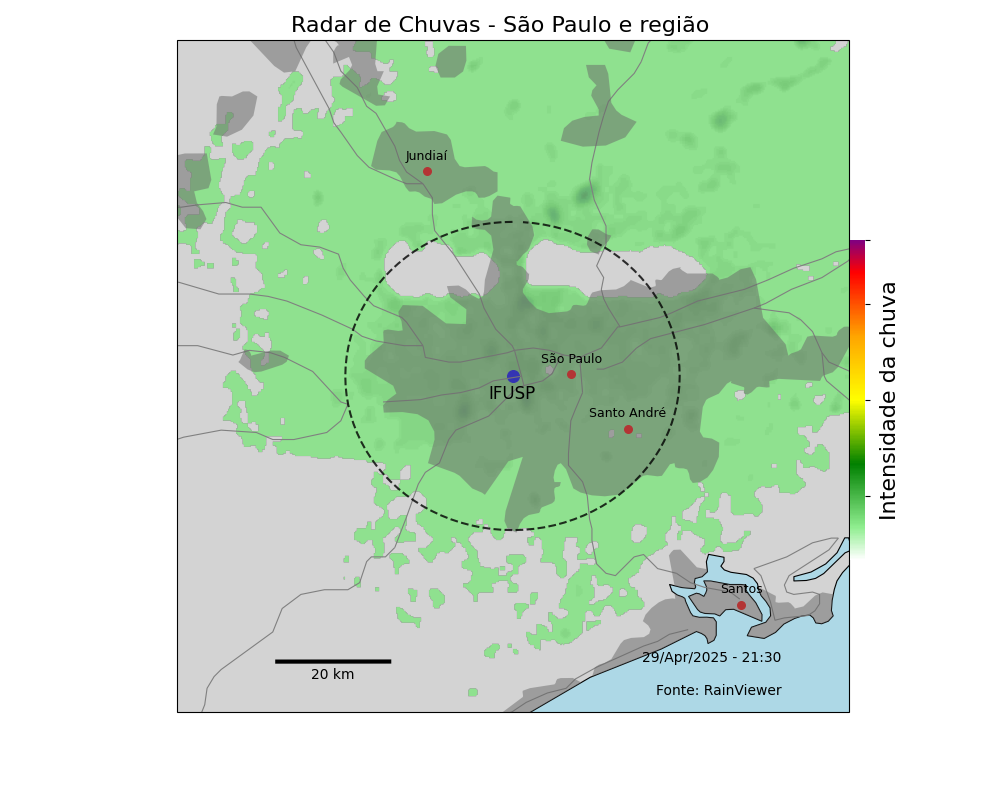 Radar de Chuvas - São Paulo e região
Jundiaí
São Paulo
IFUSP
Santo André
Intensidade da chuva
Santos
29/Apr/2025 - 21:30
20 km
Fonte: RainViewer